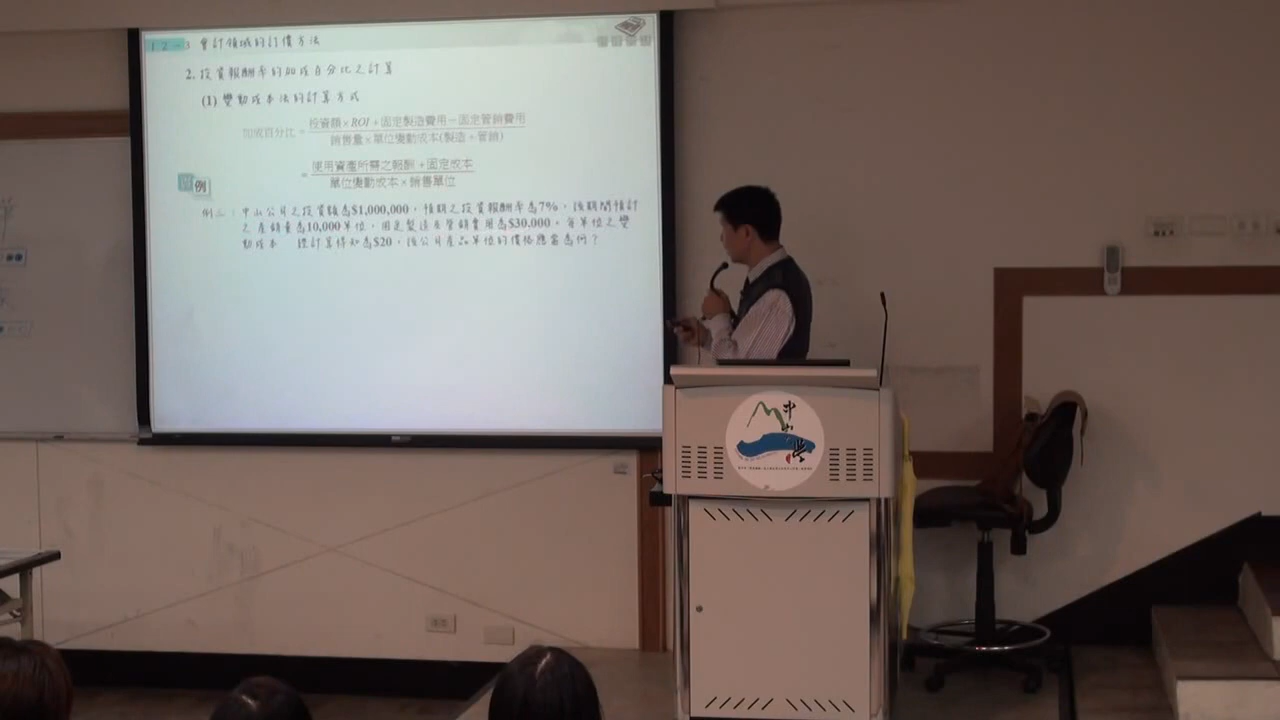 12-3 會計領域的訂價方法
2. 投資報酬率的加成百分比之計算
(1) 變動成本法的計算方式
加成百分比 = 投資額×ROI + 固定製造費用 + 固定管銷費用
銷售量×單位變動成本(製造+管銷)
= 使用資產所需之報酬 + 固定成本
單位變動成本×銷售單位
例
例二：中山公司之投資額為$1,000,000，預期之投資報酬率為7%，該期間預計
之產銷量為10,000單位，固定製造及管銷費用為$30,000，每單位之變
動成本 經計算得知為$20，該公司產品單位的價格應當為何？
中山學